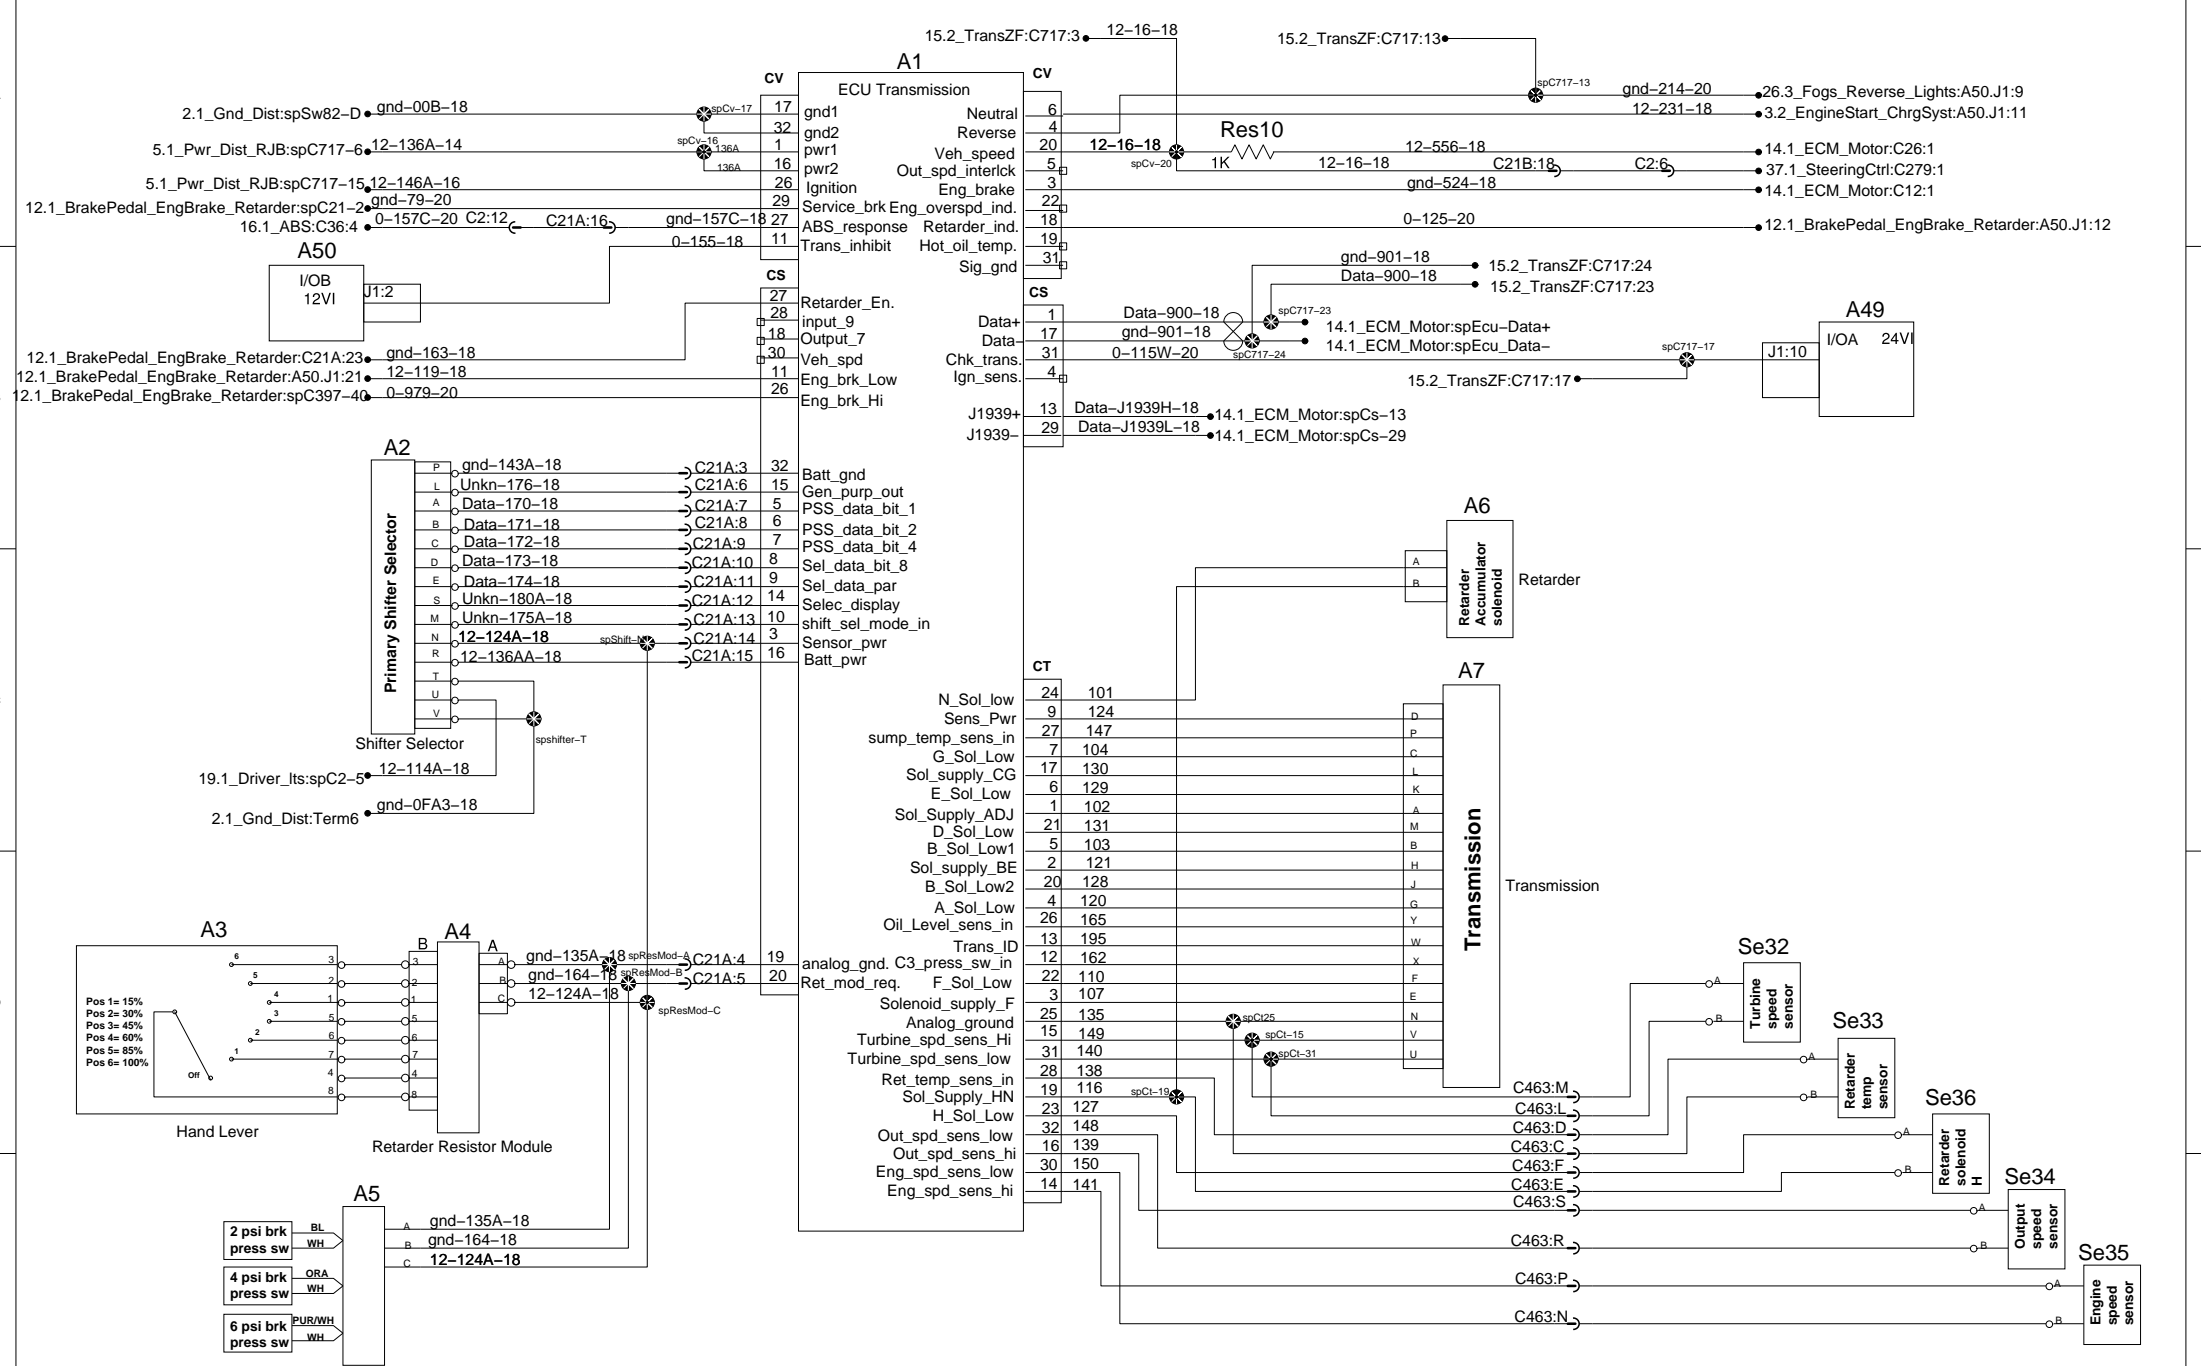 15.2_TransZF:C717:3 12-16-18 15.2_TransZF:C717:13
A1
CV
ECU Transmission
CV
2.1_Gnd_Dist:spSw82-D gnd-00B-18 spCv-17 17 gnd1
32 gnd2
5.1_Pwr_Dist_RJB:spC717-6 12-136A-14 spCv-16 136A 1 pwr1
136A 16 pwr2
5.1_Pwr_Dist_RJB:spC717-15 12-146A-16 26 Ignition
12.1_BrakePedal_EngBrake_Retarder:spC21-2 gnd-79-20 29 Service_brk
16.1_ABS:C36:4 0-157C-20 C2:12 C21A:16 gnd-157C-18 27 ABS_response
0-155-18 11 Trans_inhibit
Neutral 6 spC717-13 gnd-214-20 26.3_Fogs_Reverse_Lights:A50.J1:9
Reverse 4 12-231-18 3.2_EngineStart_ChrgSyst:A50.J1:11
Veh_speed 20 12-16-18 spCv-20 Res10 1K 12-556-18 14.1_ECM_Motor:C26:1
Out_spd_interlck 5 12-16-18 C21B:18 C2:6 37.1_SteeringCtrl:C279:1
Eng_brake 3 gnd-524-18 14.1_ECM_Motor:C12:1
Eng_overspd_ind. 22
Retarder_ind. 18 0-125-20 12.1_BrakePedal_EngBrake_Retarder:A50.J1:12
Hot_oil_temp. 19
Sig_gnd 31
A50
I/OB
12VI
J1:2
CS
27 Retarder_En.
28 input_9
18 Output_7
30 Veh_spd
12.1_BrakePedal_EngBrake_Retarder:C21A:23 gnd-163-18
12.1_BrakePedal_EngBrake_Retarder:A50.J1:21 12-119-18 11 Eng_brk_Low
12.1_BrakePedal_EngBrake_Retarder:spC397-40 0-979-20 26 Eng_brk_Hi
CS
gnd-901-18 15.2_TransZF:C717:24
Data-900-18 15.2_TransZF:C717:23
Data+ 1 Data-900-18 spC717-23 14.1_ECM_Motor:spEcu-Data+
Data- 17 gnd-901-18 spC717-24 14.1_ECM_Motor:spEcu_Data-
Chk_trans. 31 0-115W-20 spC717-17 J1:10
Ign_sens. 4 15.2_TransZF:C717:17
A49
I/OA 24VI
J1939+ 13 Data-J1939H-18 14.1_ECM_Motor:spCs-13
J1939- 29 Data-J1939L-18 14.1_ECM_Motor:spCs-29
A2
Primary Shifter Selector
P gnd-143A-18 C21A:3 32 Batt_gnd
L Unkn-176-18 C21A:6 15 Gen_purp_out
A Data-170-18 C21A:7 5 PSS_data_bit_1
B Data-171-18 C21A:8 6 PSS_data_bit_2
C Data-172-18 C21A:9 7 PSS_data_bit_4
D Data-173-18 C21A:10 8 Sel_data_bit_8
E Data-174-18 C21A:11 9 Sel_data_par
S Unkn-180A-18 C21A:12 14 Selec_display
M Unkn-175A-18 C21A:13 10 shift_sel_mode_in
N 12-124A-18 C21A:14 3 Sensor_pwr
R 12-136AA-18 C21A:15 16 Batt_pwr
T
U
V
spshifter-T
Shifter Selector
19.1_Driver_lts:spC2-5 12-114A-18
2.1_Gnd_Dist:Term6 gnd-0FA3-18
A6
A
B
Retarder
Accumulator
solenoid
Retarder
CT
A7
Transmission
Transmission
N_Sol_low 24 101
Sens_Pwr 9 124 D
sump_temp_sens_in 27 147 P
G_Sol_Low 7 104 C
Sol_supply_CG 17 130 L
E_Sol_Low 6 129 K
Sol_Supply_ADJ 1 102 A
D_Sol_Low 21 131 M
B_Sol_Low1 5 103 B
Sol_supply_BE 2 121 H
B_Sol_Low2 20 128 J
A_Sol_Low 4 120 G
Oil_Level_sens_in 26 165 Y
Trans_ID 13 195 W
C3_press_sw_in 12 162 X
F_Sol_Low 22 110 F
Solenoid_supply_F 3 107 E
Analog_ground 25 135 spCt25 N
Turbine_spd_sens_Hi 15 149 spCt-15 V
Turbine_spd_sens_low 31 140 spCt-31 U
Ret_temp_sens_in 28 138
Sol_Supply_HN 19 116 spCt-19
H_Sol_Low 23 127
Out_spd_sens_low 32 148
Out_spd_sens_hi 16 139
Eng_spd_sens_low 30 150
Eng_spd_sens_hi 14 141
C463:M
C463:L
C463:D
C463:C
C463:F
C463:E
C463:S
C463:R
C463:P
C463:N
Se32
A
B
Turbine
speed
sensor
Se33
A
B
Retarder
temp
sensor
Se36
A
B
Retarder
solenoid
H
Se34
A
B
Output
speed
sensor
Se35
A
B
Engine
speed
sensor
A3
Pos 1= 15%
Pos 2= 30%
Pos 3= 45%
Pos 4= 60%
Pos 5= 85%
Pos 6= 100%
Off
6 3 3
5 2 2
4 1 1
3 5 5
2 6 6
1 7 7
4 4
8 8
Hand Lever
B A4 A
A gnd-135A-18 spResMod-A C21A:4 19 analog_gnd.
B gnd-164-18 spResMod-B C21A:5 20 Ret_mod_req.
C 12-124A-18 spResMod-C
Retarder Resistor Module
A5
A gnd-135A-18
B gnd-164-18
C 12-124A-18
2 psi brk
press sw
BL
WH
4 psi brk
press sw
ORA
WH
6 psi brk
press sw
PUR/WH
WH